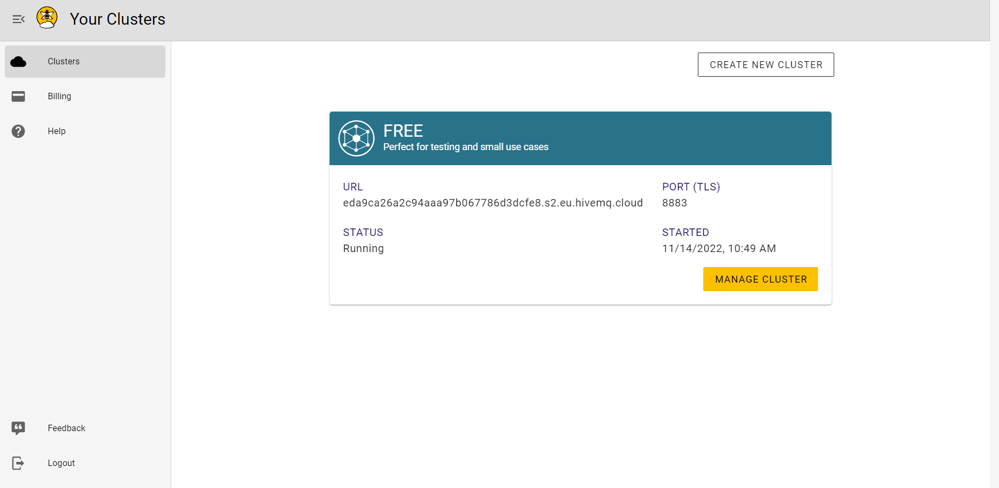 Your Clusters
Clusters
Billing
Help
Feedback
Logout
CREATE NEW CLUSTER
FREE
Perfect for testing and small use cases
URL
eda9ca26a2c94aaa97b067786d3dcfe8.s2.eu.hivemq.cloud
PORT (TLS)
8883
STATUS
Running
STARTED
11/14/2022, 10:49 AM
MANAGE CLUSTER